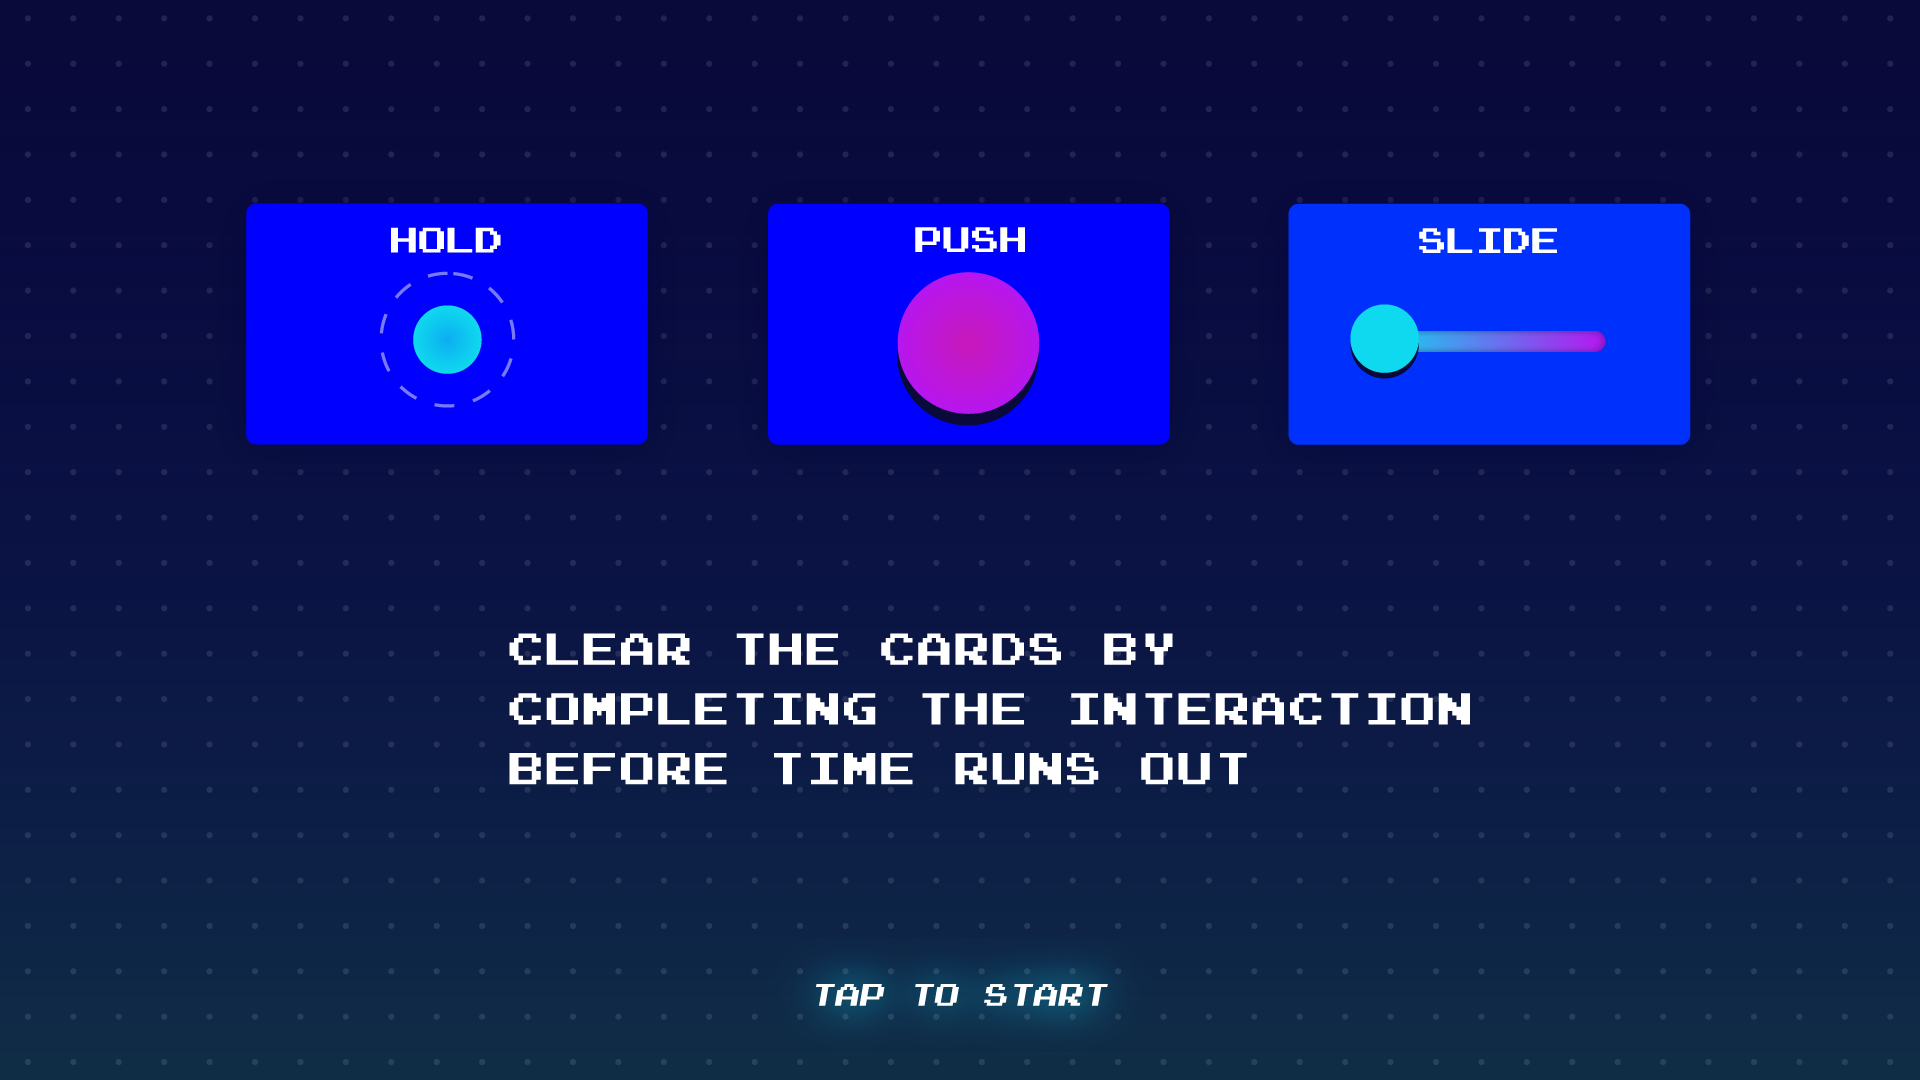 HOLD
PUSH
SLIDE
CLEAR THE CARDS BY
COMPLETING THE INTERACTION
BEFORE TIME RUNS OUT
TAP TO START